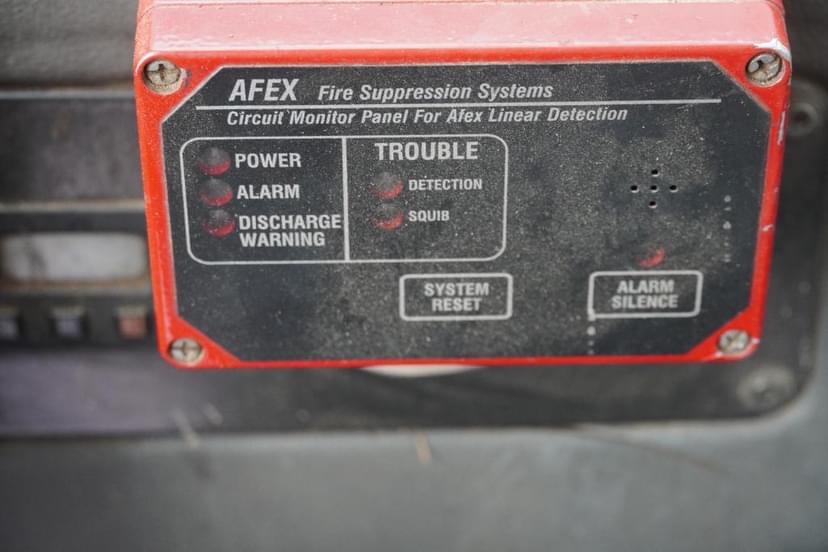 AFEX Fire Suppression Systems
Circuit Monitor Panel For Afex Linear Detection
POWER
ALARM
DISCHARGE
WARNING
TROUBLE
DETECTION
SQUIB
SYSTEM
RESET
ALARM
SILENCE